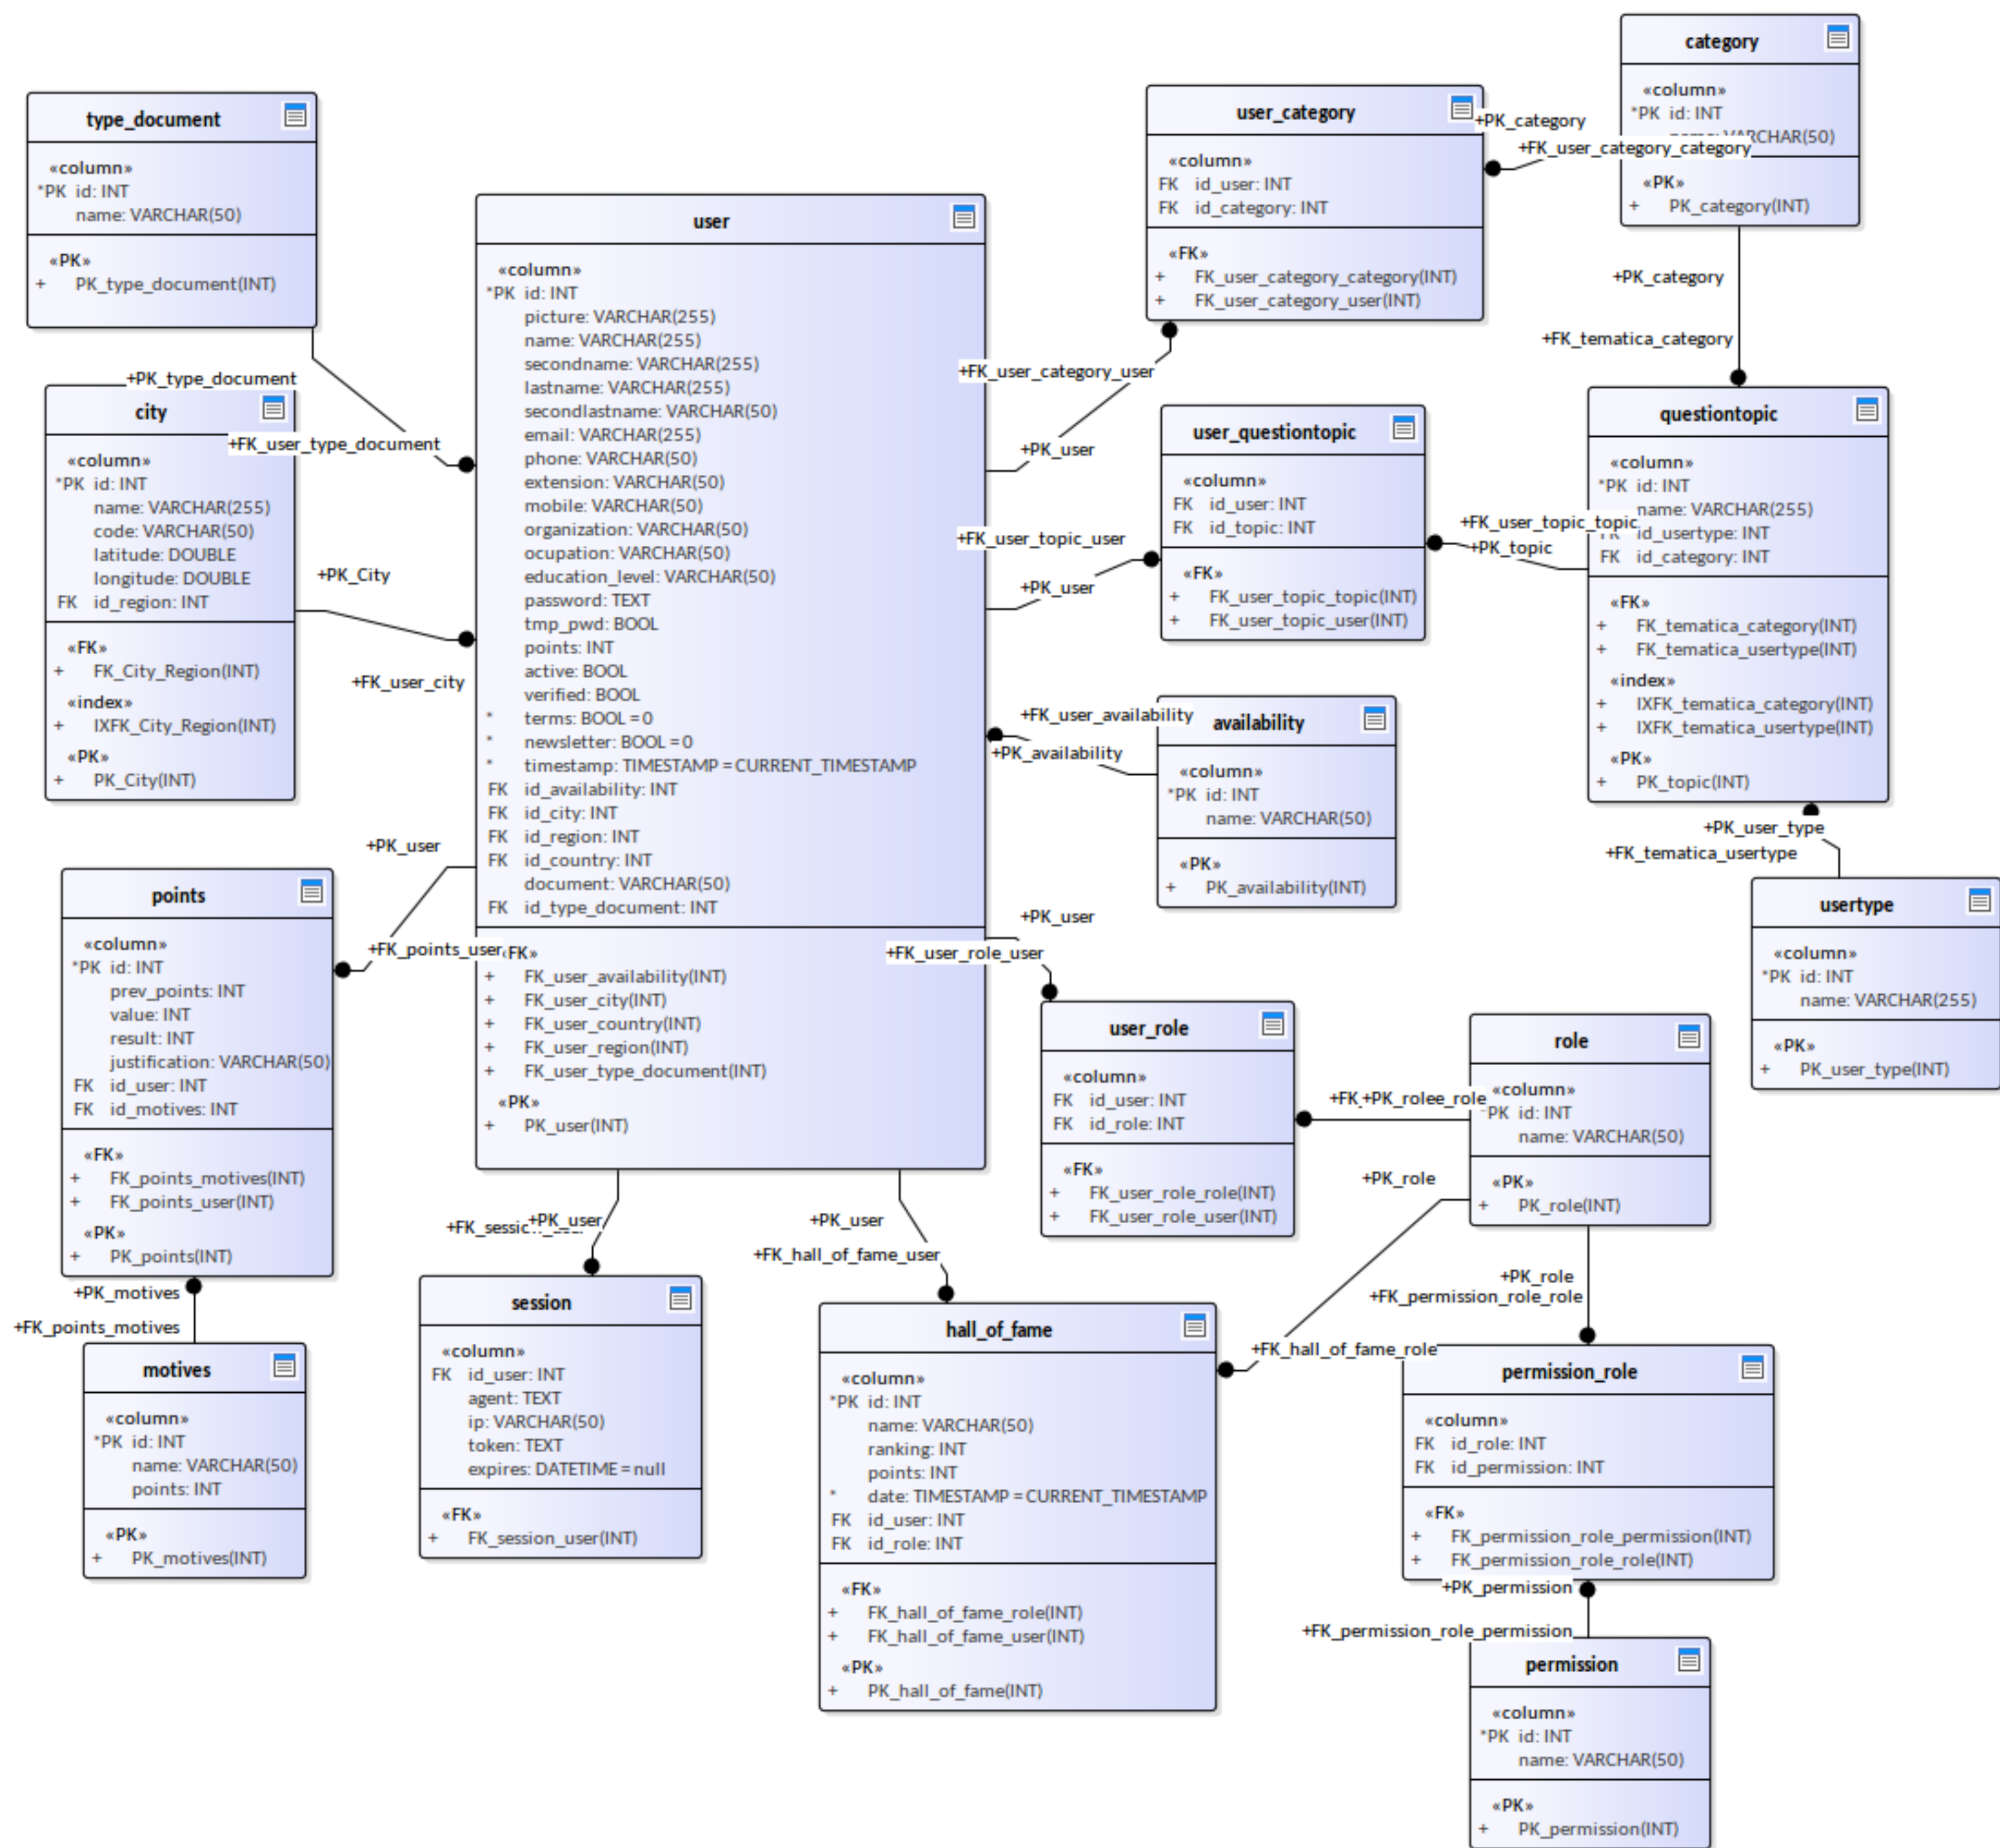 type_document
«column»
*PK id: INT
name: VARCHAR(50)
«PK»
+ PK_type_document(INT)
+PK_type_document
+FK_user_type_document
city
«column»
*PK id: INT
name: VARCHAR(255)
code: VARCHAR(50)
latitude: DOUBLE
longitude: DOUBLE
FK id_region: INT
«FK»
+ FK_City_Region(INT)
«index»
+ IXFK_City_Region(INT)
«PK»
+ PK_City(INT)
+PK_City
+FK_user_city
user
«column»
*PK id: INT
picture: VARCHAR(255)
name: VARCHAR(255)
secondname: VARCHAR(255)
lastname: VARCHAR(255)
secondlastname: VARCHAR(50)
email: VARCHAR(255)
phone: VARCHAR(50)
extension: VARCHAR(50)
mobile: VARCHAR(50)
organization: VARCHAR(50)
ocupation: VARCHAR(50)
education_level: VARCHAR(50)
password: TEXT
tmp_pwd: BOOL
points: INT
active: BOOL
verified: BOOL
* terms: BOOL = 0
* newsletter: BOOL = 0
* timestamp: TIMESTAMP = CURRENT_TIMESTAMP
FK id_availability: INT
FK id_city: INT
FK id_region: INT
FK id_country: INT
document: VARCHAR(50)
FK id_type_document: INT
«FK»
+ FK_user_availability(INT)
+ FK_user_city(INT)
+ FK_user_country(INT)
+ FK_user_region(INT)
+ FK_user_type_document(INT)
«PK»
+ PK_user(INT)
user_category
«column»
FK id_user: INT
FK id_category: INT
«FK»
+ FK_user_category_category(INT)
+ FK_user_category_user(INT)
+PK_category
+FK_user_category_category
category
«column»
*PK id: INT
VARCHAR(50)
«PK»
+ PK_category(INT)
+PK_category
+FK_tematica_category
+FK_user_category_user
+PK_user
user_questiontopic
«column»
FK id_user: INT
FK id_topic: INT
«FK»
+ FK_user_topic_topic(INT)
+ FK_user_topic_user(INT)
+FK_user_topic_user
+PK_user
+FK_user_topic_topic
+PK_topic
questiontopic
«column»
*PK id: INT
name: VARCHAR(255)
FK id_usertype: INT
FK id_category: INT
«FK»
+ FK_tematica_category(INT)
+ FK_tematica_usertype(INT)
«index»
+ IXFK_tematica_category(INT)
+ IXFK_tematica_usertype(INT)
«PK»
+ PK_topic(INT)
+PK_user_type
+FK_tematica_usertype
+FK_user_availability
+PK_availability
availability
«column»
*PK id: INT
name: VARCHAR(50)
«PK»
+ PK_availability(INT)
usertype
«column»
*PK id: INT
name: VARCHAR(255)
«PK»
+ PK_user_type(INT)
+PK_user
+FK_points_user
points
«column»
*PK id: INT
prev_points: INT
value: INT
result: INT
justification: VARCHAR(50)
FK id_user: INT
FK id_motives: INT
«FK»
+ FK_points_motives(INT)
+ FK_points_user(INT)
«PK»
+ PK_points(INT)
+PK_motives
+FK_points_motives
motives
«column»
*PK id: INT
name: VARCHAR(50)
points: INT
«PK»
+ PK_motives(INT)
+PK_user
+FK_user_role_user
user_role
«column»
FK id_user: INT
FK id_role: INT
«FK»
+ FK_user_role_role(INT)
+ FK_user_role_user(INT)
+FK_ +PK_role e_role
role
«column»
*PK id: INT
name: VARCHAR(50)
«PK»
+ PK_role(INT)
+PK_role
+PK_role
+FK_permission_role_role
+PK_user
+PK_user
+FK_hall_of_fame_user
session
«column»
FK id_user: INT
agent: TEXT
ip: VARCHAR(50)
token: TEXT
expires: DATETIME = null
«FK»
+ FK_session_user(INT)
hall_of_fame
«column»
*PK id: INT
name: VARCHAR(50)
ranking: INT
points: INT
* date: TIMESTAMP = CURRENT_TIMESTAMP
FK id_user: INT
FK id_role: INT
«FK»
+ FK_hall_of_fame_role(INT)
+ FK_hall_of_fame_user(INT)
«PK»
+ PK_hall_of_fame(INT)
+FK_hall_of_fame_role
permission_role
«column»
FK id_role: INT
FK id_permission: INT
«FK»
+ FK_permission_role_permission(INT)
+ FK_permission_role_role(INT)
+PK_permission
+FK_permission_role_permission
permission
«column»
*PK id: INT
name: VARCHAR(50)
«PK»
+ PK_permission(INT)